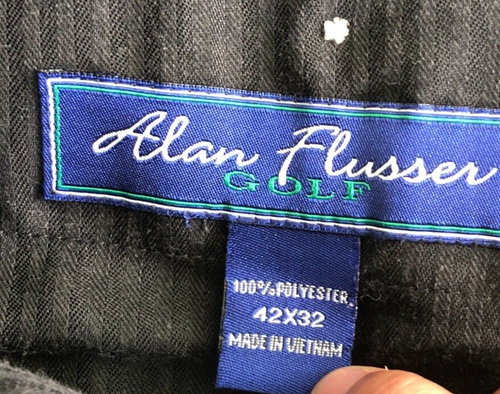 Alan Flusser
GOLF
100% POLYESTER
42X32
MADE IN VIETNAM